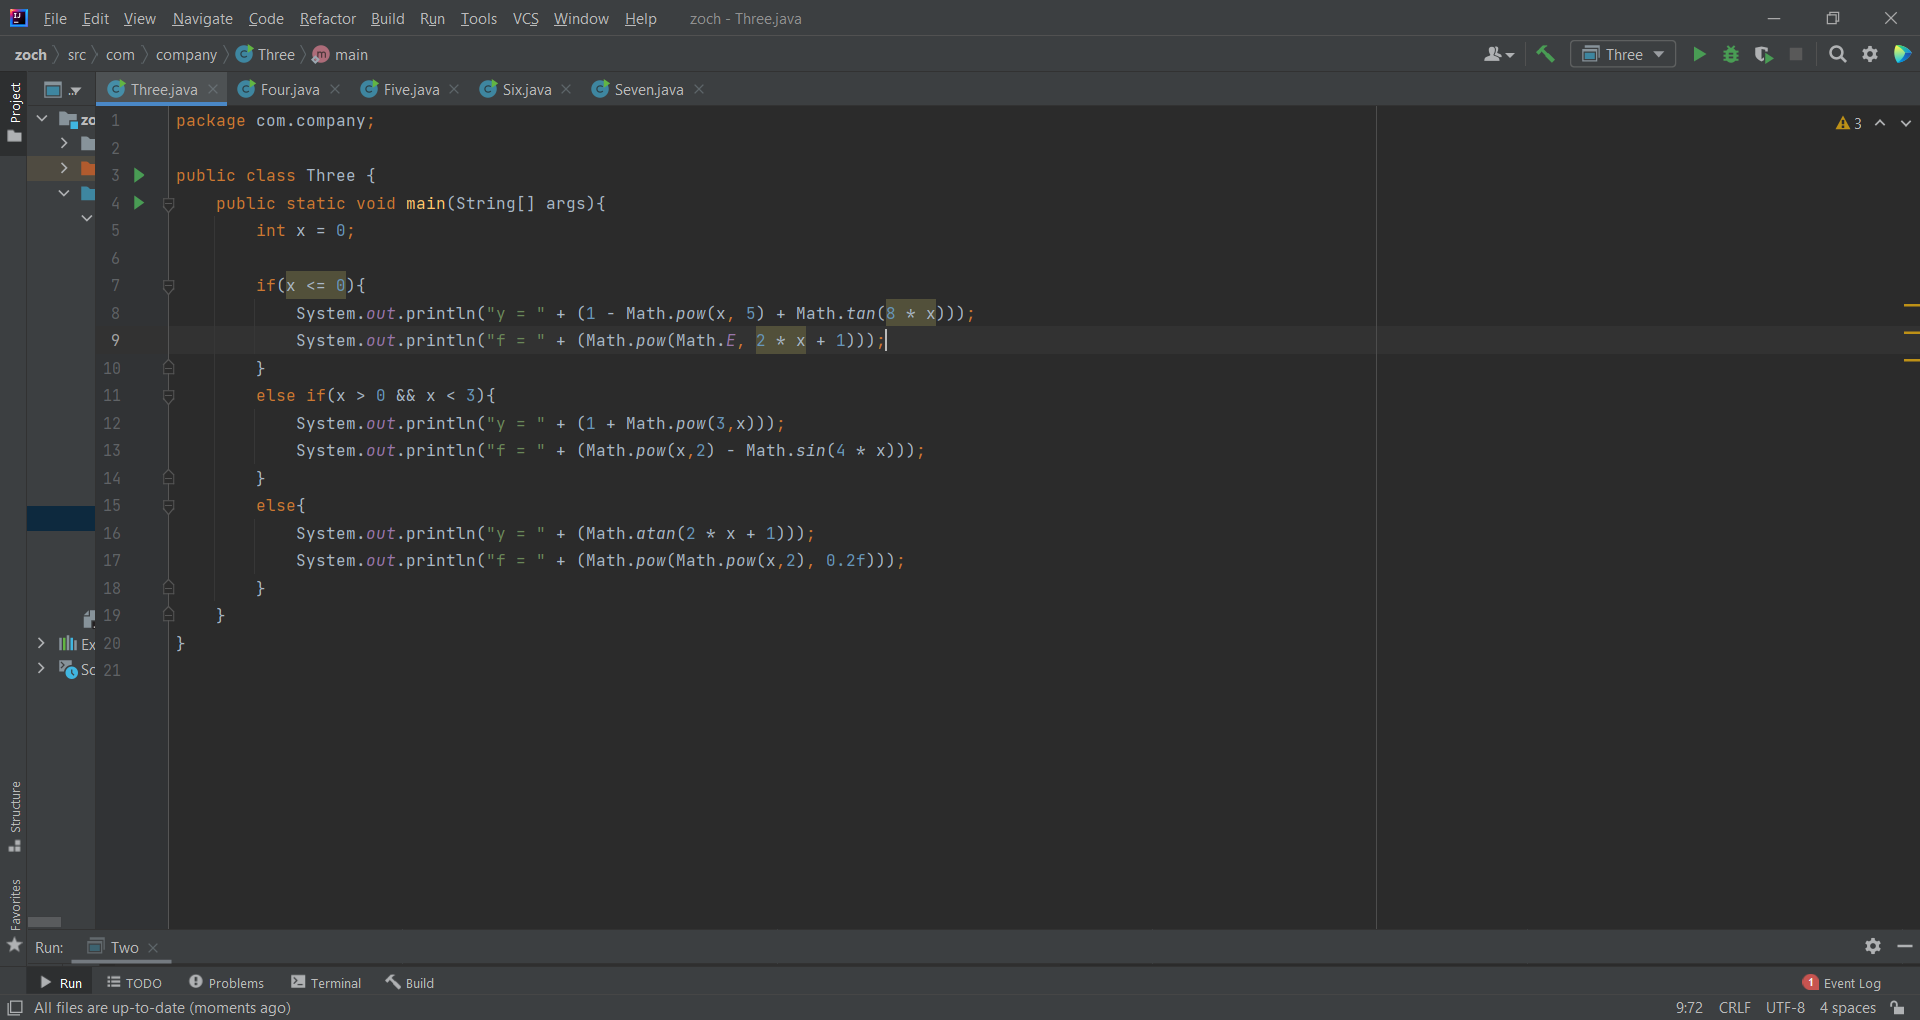 File Edit View Navigate Code Refactor Build Run Tools VCS Window Help zoch - Three.java
zoch src com company Three main Three
Project
Three.java Four.java Five.java Six.java Seven.java
zo
Ex
Sc
3
1 package com.company;
2
3 public class Three {
4     public static void main(String[] args){
5         int x = 0;
6
7         if(x <= 0){
8             System.out.println("y = " + (1 - Math.pow(x, 5) + Math.tan(8 * x)));
9             System.out.println("f = " + (Math.pow(Math.E, 2 * x + 1)));
10         }
11         else if(x > 0 && x < 3){
12             System.out.println("y = " + (1 + Math.pow(3,x)));
13             System.out.println("f = " + (Math.pow(x,2) - Math.sin(4 * x)));
14         }
15         else{
16             System.out.println("y = " + (Math.atan(2 * x + 1)));
17             System.out.println("f = " + (Math.pow(Math.pow(x,2), 0.2f)));
18         }
19     }
20 }
21
Structure
Favorites
Run: Two
Run TODO Problems Terminal Build 1 Event Log
All files are up-to-date (moments ago) 9:72 CRLF UTF-8 4 spaces